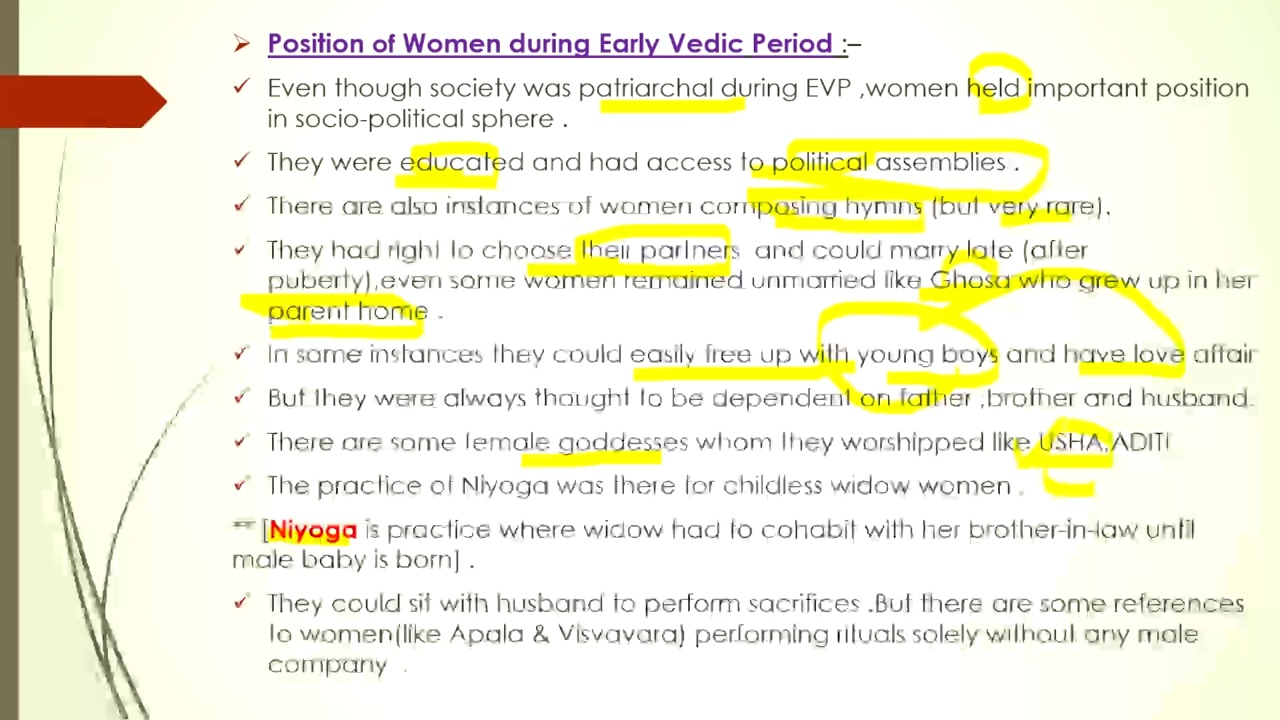 Position of Women during Early Vedic Period :–
Even though society was patriarchal during EVP ,women held important position
in socio-political sphere .
They were educated and had access to political assemblies .
There are also instances of women composing hymns (but very rare).
They had right to choose their partners and could marry late (after
puberty),even some women remained unmarried like Ghosa who grew up in her
parent home .
In some instances they could easily free up with young boys and have love affair
But they were always thought to be dependent on father ,brother and husband.
There are some female goddesses whom they worshipped like USHA,ADITI
The practice of Niyoga was there for childless widow women .
** [Niyoga is practice where widow had to cohabit with her brother-in-law until
male baby is born] .
They could sit with husband to perform sacrifices .But there are some references
to women(like Apala & Visvavara) performing rituals solely without any male
company .